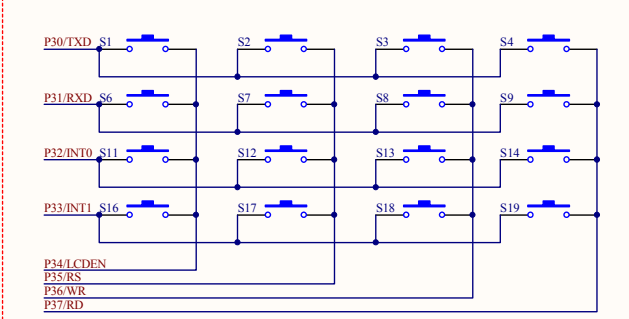 P30/TXD S1 S2 S3 S4
P31/RXD S6 S7 S8 S9
P32/INT0 S11 S12 S13 S14
P33/INT1 S16 S17 S18 S19
P34/LCDEN
P35/RS
P36/WR
P37/RD